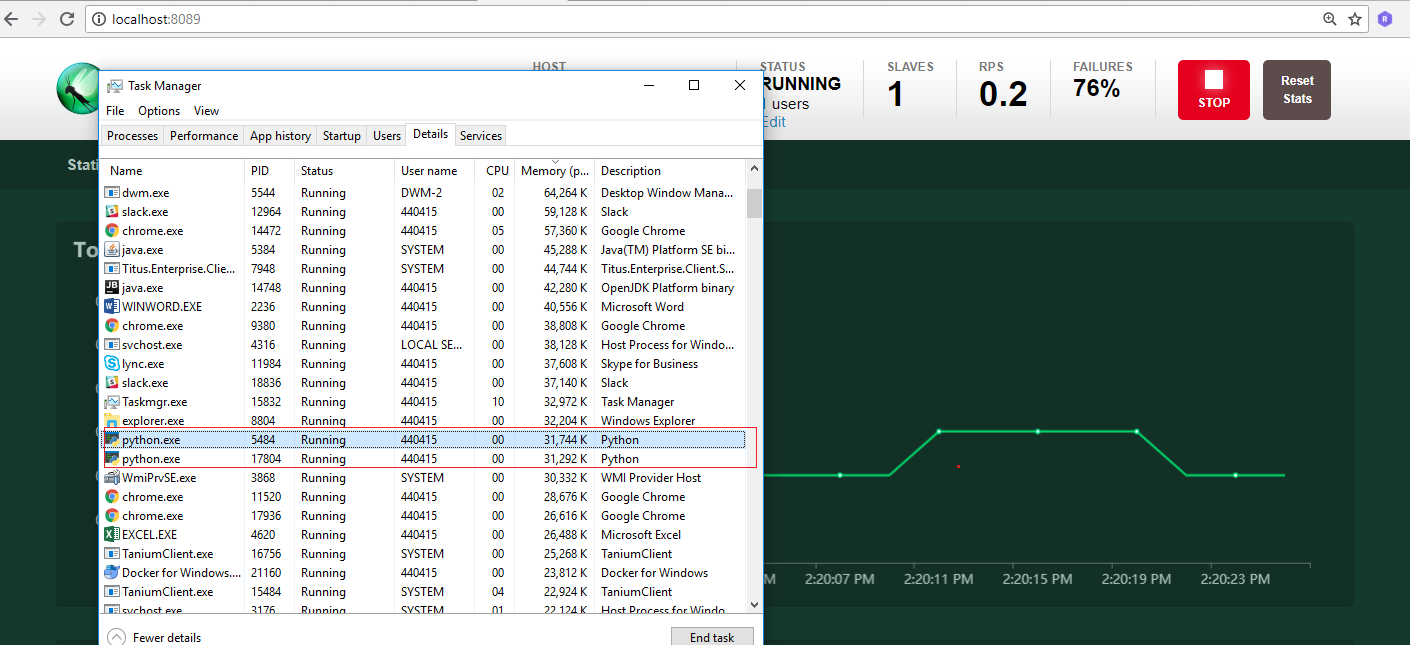 localhost:8089
R
HOST
STATUS
RUNNING
users
Edit
SLAVES
1
RPS
0.2
FAILURES
76%
STOP
Reset
Stats
Task Manager
File Options View
Processes Performance App history Startup Users Details Services
Stati
To
Name PID Status User name CPU Memory (p... Description
dwm.exe 5544 Running DWM-2 02 64,264 K Desktop Window Mana...
slack.exe 12964 Running 440415 00 59,128 K Slack
chrome.exe 14472 Running 440415 05 57,360 K Google Chrome
java.exe 5384 Running SYSTEM 00 45,288 K Java(TM) Platform SE bi...
Titus.Enterprise.Clie... 7948 Running SYSTEM 00 44,744 K Titus.Enterprise.Client.S...
JB java.exe 14748 Running 440415 00 42,280 K OpenJDK Platform binary
WINWORD.EXE 2236 Running 440415 00 40,556 K Microsoft Word
chrome.exe 9380 Running 440415 00 38,808 K Google Chrome
svchost.exe 4316 Running LOCAL SE... 00 38,128 K Host Process for Windo...
lync.exe 11984 Running 440415 00 37,608 K Skype for Business
slack.exe 18836 Running 440415 00 37,140 K Slack
Taskmgr.exe 15832 Running 440415 10 32,972 K Task Manager
explorer.exe 8804 Running 440415 00 32,204 K Windows Explorer
python.exe 5484 Running 440415 00 31,744 K Python
python.exe 17804 Running 440415 00 31,292 K Python
WmiPrvSE.exe 3868 Running SYSTEM 00 30,332 K WMI Provider Host
chrome.exe 11520 Running 440415 00 28,676 K Google Chrome
chrome.exe 17936 Running 440415 00 26,616 K Google Chrome
EXCEL.EXE 4620 Running 440415 00 26,488 K Microsoft Excel
TaniumClient.exe 16756 Running SYSTEM 00 25,268 K TaniumClient
Docker for Windows.... 21160 Running 440415 00 23,812 K Docker for Windows
TaniumClient.exe 15484 Running SYSTEM 04 22,924 K TaniumClient
svchost.exe 3176 Running SYSTEM 01 22,124 K Host Process for Windo
M 2:20:07 PM 2:20:11 PM 2:20:15 PM 2:20:19 PM 2:20:23 PM
Fewer details
End task